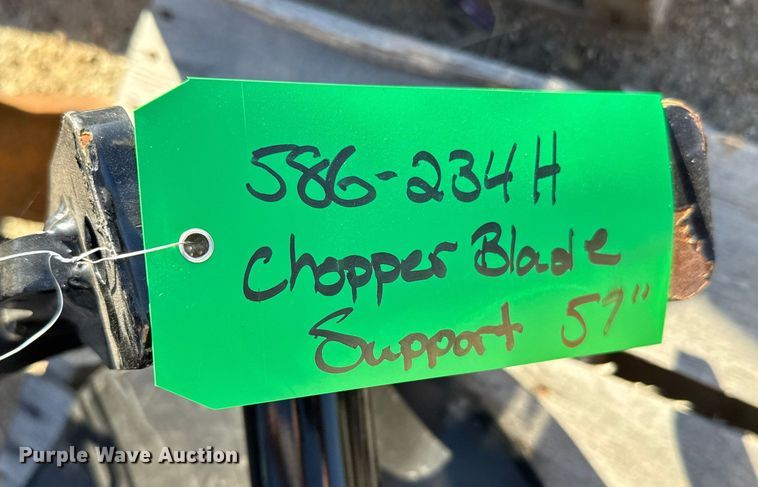 586-234H
Chopper Blade
Support 57"
Purple Wave Auction